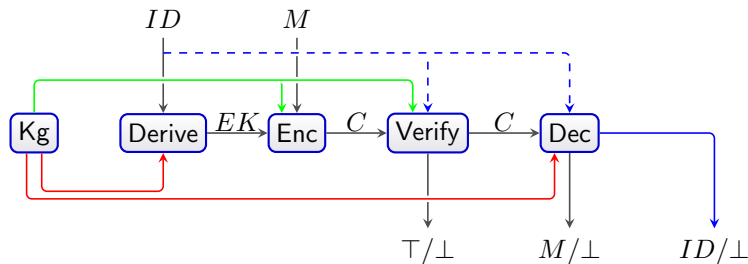 ID M
Kg Derive EK Enc C Verify C Dec
⊤/⊥ M/⊥ ID/⊥